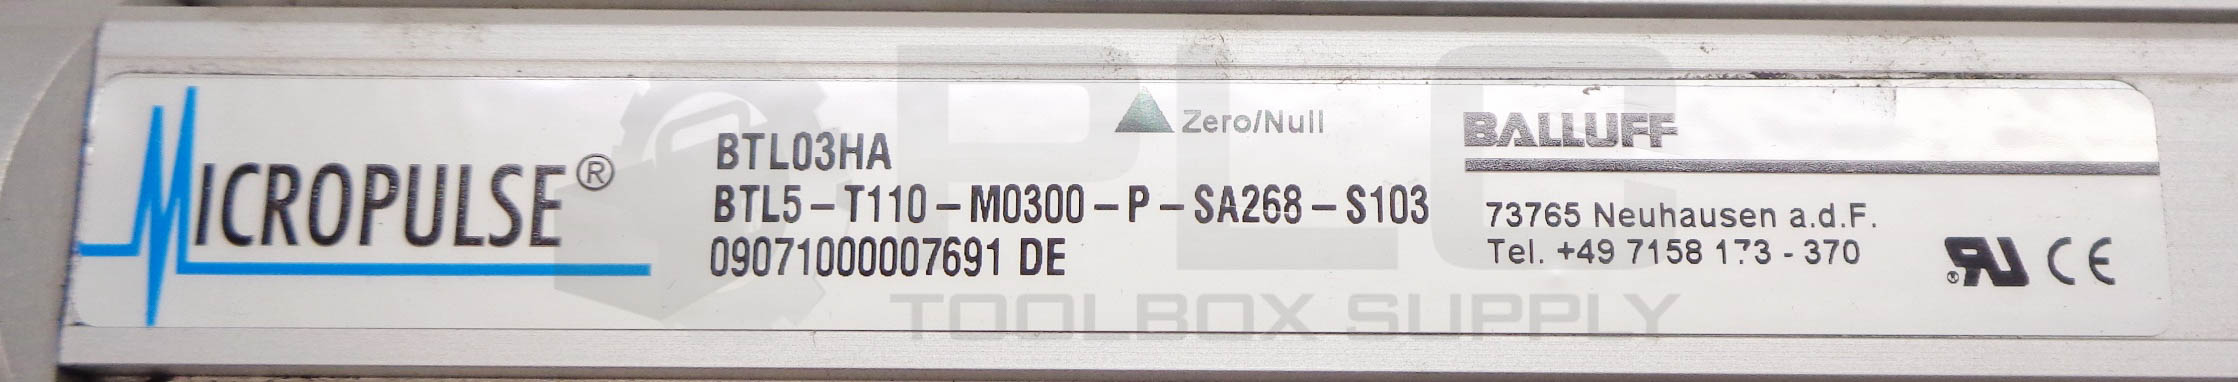 MICROPULSE®
BTL03HA
BTL5-T110-M0300-P-SA268-S103
09071000007691 DE
Zero/Null
BALLUFF
73765 Neuhausen a.d.F.
Tel. +49 7158 173 - 370
RU® CE
PLC
TOOLBOX SUPPLY